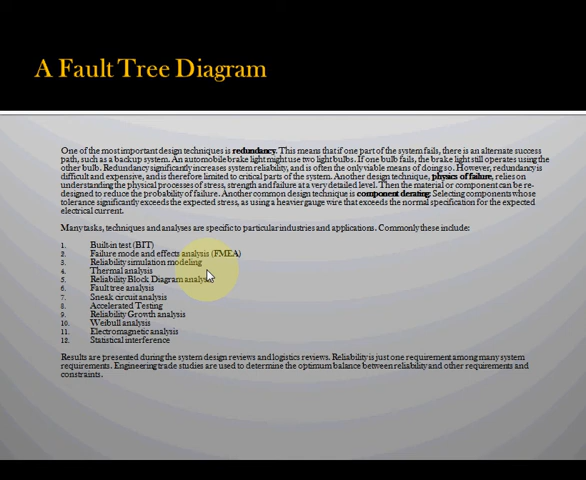 A Fault Tree Diagram
One of the most important design techniques is redundancy. This means that if one part of the system fails, there is an alternate success
path, such as a backup system. An automobile brake light might use two light bulbs. If one bulb fails, the brake light still operates using the
other bulb. Redundancy significantly increases system reliability, and is often the only viable means of doing so. However, redundancy is
difficult and expensive, and is therefore limited to critical parts of the system. Another design technique, physics of failure, relies on
understanding the physical processes of stress, strength and failure at a very detailed level. Then the material or component can be re-
designed to reduce the probability of failure. Another common design technique is component derating: Selecting components whose
tolerance significantly exceeds the expected stress, as using a heavier gauge wire that exceeds the normal specification for the expected
electrical current.
Many tasks, techniques and analyses are specific to particular industries and applications. Commonly these include:
1. Built-in test (BIT)
2. Failure mode and effects analysis (FMEA)
3. Reliability simulation modeling
4. Thermal analysis
5. Reliability Block Diagram analysis
6. Fault tree analysis
7. Sneak circuit analysis
8. Accelerated Testing
9. Reliability Growth analysis
10. Weibull analysis
11. Electromagnetic analysis
12. Statistical interference
Results are presented during the system design reviews and logistics reviews. Reliability is just one requirement among many system
requirements. Engineering trade studies are used to determine the optimum balance between reliability and other requirements and
constraints.